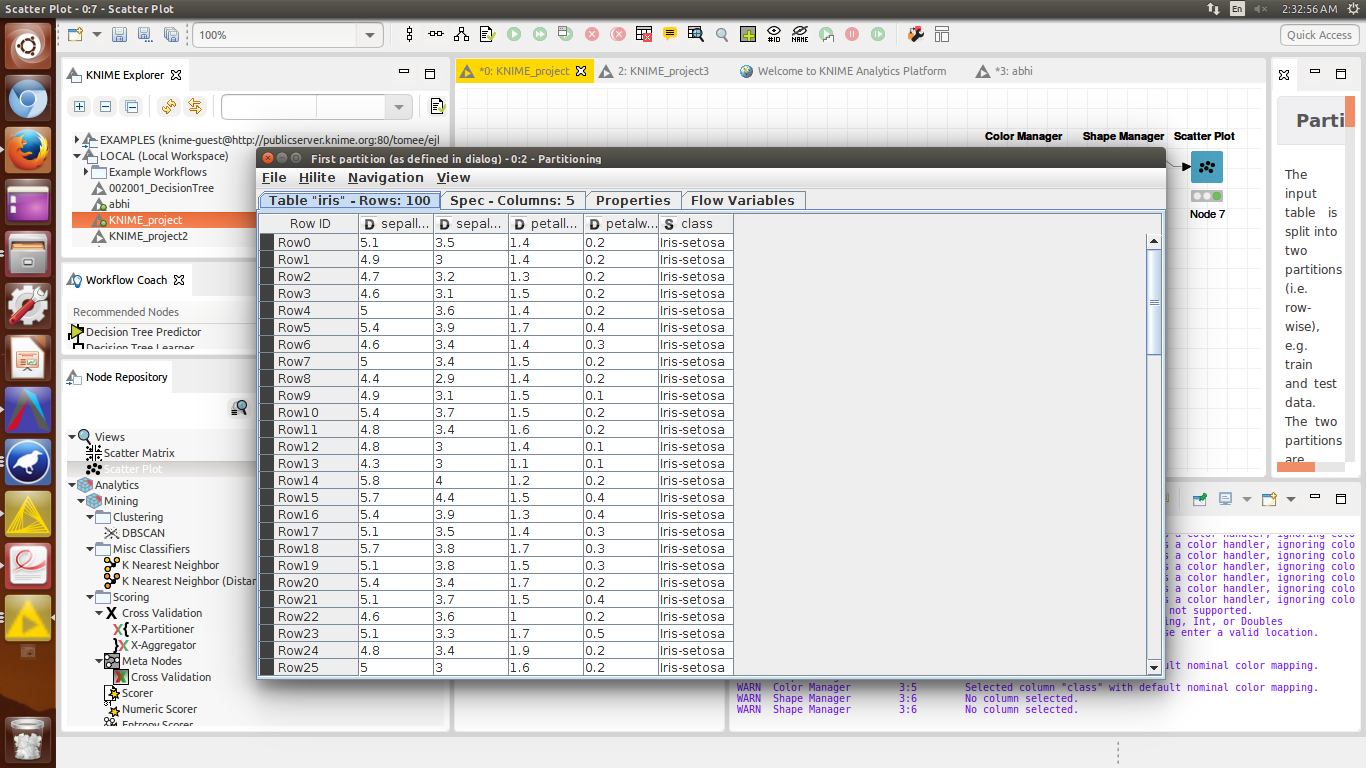 Scatter Plot - 0:7 - Scatter Plot
En
2:32:56 AM
100%
#ID
NAME
Quick Access
KNIME Explorer
EXAMPLES (knime-guest@http://publicserver.knime.org:80/tomee/ejl
LOCAL (Local Workspace)
Example Workflows
002001_DecisionTree
abhi
KNIME_project
KNIME_project2
Workflow Coach
Recommended Nodes
Decision Tree Predictor
Decision Tree Learner
Node Repository
Views
Scatter Matrix
Scatter Plot
Analytics
Mining
Clustering
DBSCAN
Misc Classifiers
K Nearest Neighbor
K Nearest Neighbor (Distan
Scoring
Cross Validation
X-Partitioner
X-Aggregator
Meta Nodes
Cross Validation
Scorer
Numeric Scorer
Entropy Scorer
*0: KNIME_project
2: KNIME_project3
Welcome to KNIME Analytics Platform
*3: abhi
Color Manager
Shape Manager
Scatter Plot
Node 7
First partition (as defined in dialog) - 0:2 - Partitioning
File Hilite Navigation View
Table "iris" - Rows: 100
Spec - Columns: 5
Properties
Flow Variables
Row ID D sepall... D sepal... D petall... D petalw... S class
Row0 5.1 3.5 1.4 0.2 Iris-setosa
Row1 4.9 3 1.4 0.2 Iris-setosa
Row2 4.7 3.2 1.3 0.2 Iris-setosa
Row3 4.6 3.1 1.5 0.2 Iris-setosa
Row4 5 3.6 1.4 0.2 Iris-setosa
Row5 5.4 3.9 1.7 0.4 Iris-setosa
Row6 4.6 3.4 1.4 0.3 Iris-setosa
Row7 5 3.4 1.5 0.2 Iris-setosa
Row8 4.4 2.9 1.4 0.2 Iris-setosa
Row9 4.9 3.1 1.5 0.1 Iris-setosa
Row10 5.4 3.7 1.5 0.2 Iris-setosa
Row11 4.8 3.4 1.6 0.2 Iris-setosa
Row12 4.8 3 1.4 0.1 Iris-setosa
Row13 4.3 3 1.1 0.1 Iris-setosa
Row14 5.8 4 1.2 0.2 Iris-setosa
Row15 5.7 4.4 1.5 0.4 Iris-setosa
Row16 5.4 3.9 1.3 0.4 Iris-setosa
Row17 5.1 3.5 1.4 0.3 Iris-setosa
Row18 5.7 3.8 1.7 0.3 Iris-setosa
Row19 5.1 3.8 1.5 0.3 Iris-setosa
Row20 5.4 3.4 1.7 0.2 Iris-setosa
Row21 5.1 3.7 1.5 0.4 Iris-setosa
Row22 4.6 3.6 1 0.2 Iris-setosa
Row23 5.1 3.3 1.7 0.5 Iris-setosa
Row24 4.8 3.4 1.9 0.2 Iris-setosa
Row25 5 3 1.6 0.2 Iris-setosa
Parti
The
input
table is
split into
two
partitions
(i.e.
row-
wise),
e.g.
train
and test
data.
The two
partitions
are
s a color handler, ignoring colo
s a color handler, ignoring colo
s a color handler, ignoring colo
s a color handler, ignoring colo
s a color handler, ignoring colo
s a color handler, ignoring colo
s a color handler, ignoring colo
not supported.
ing, Int, or Doubles
se enter a valid location.
ult nominal color mapping.
WARN Color Manager 3:5 Selected column "class" with default nominal color mapping.
WARN Shape Manager 3:6 No column selected.
WARN Shape Manager 3:6 No column selected.